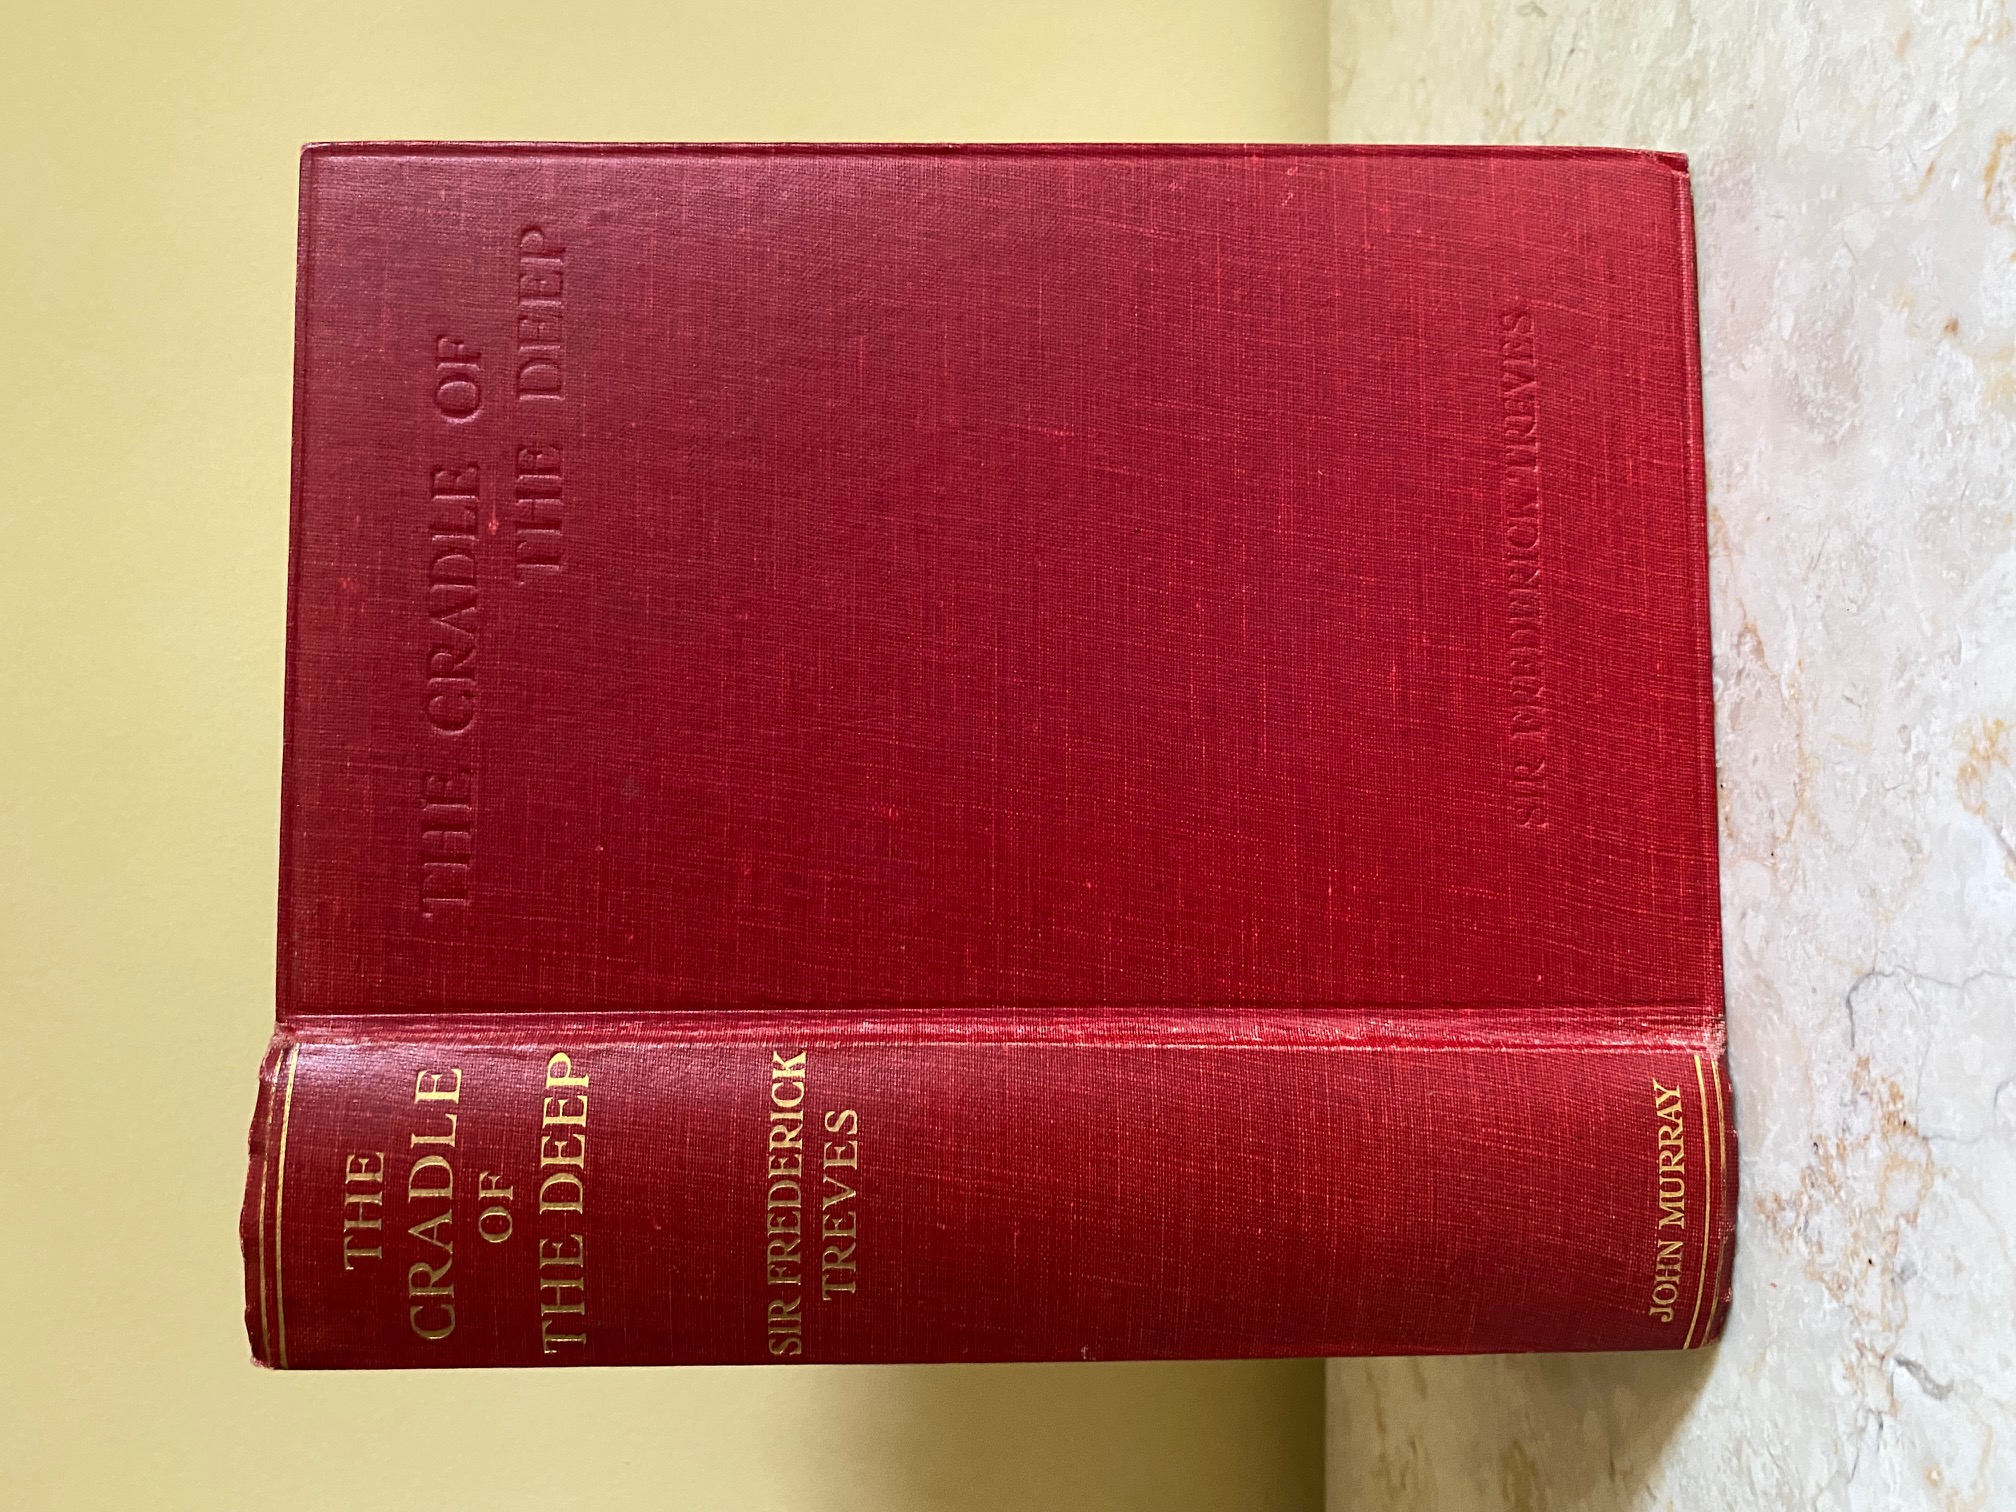 THE CRADLE OF
THE DEEP
SIR FREDERICK TREVES
THE
CRADLE
OF
THE DEEP
SIR FREDERICK
TREVES
JOHN MURRAY